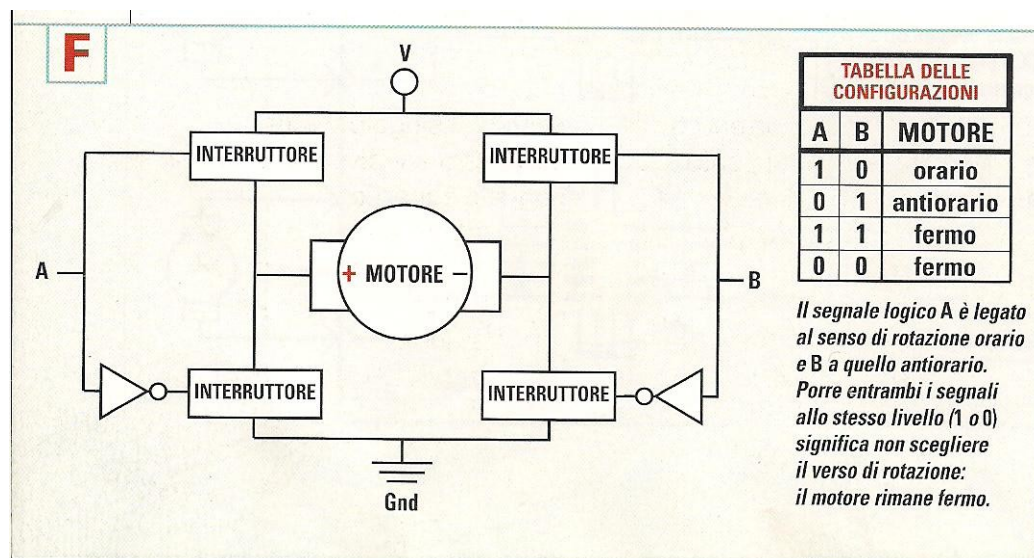 F
V
INTERRUTTORE
INTERRUTTORE
A
+ MOTORE –
B
INTERRUTTORE
INTERRUTTORE
Gnd
TABELLA DELLE
CONFIGURAZIONI
A B MOTORE
1 0 orario
0 1 antiorario
1 1 fermo
0 0 fermo
Il segnale logico A è legato
al senso di rotazione orario
e B a quello antiorario.
Porre entrambi i segnali
allo stesso livello (1 o 0)
significa non scegliere
il verso di rotazione:
il motore rimane fermo.